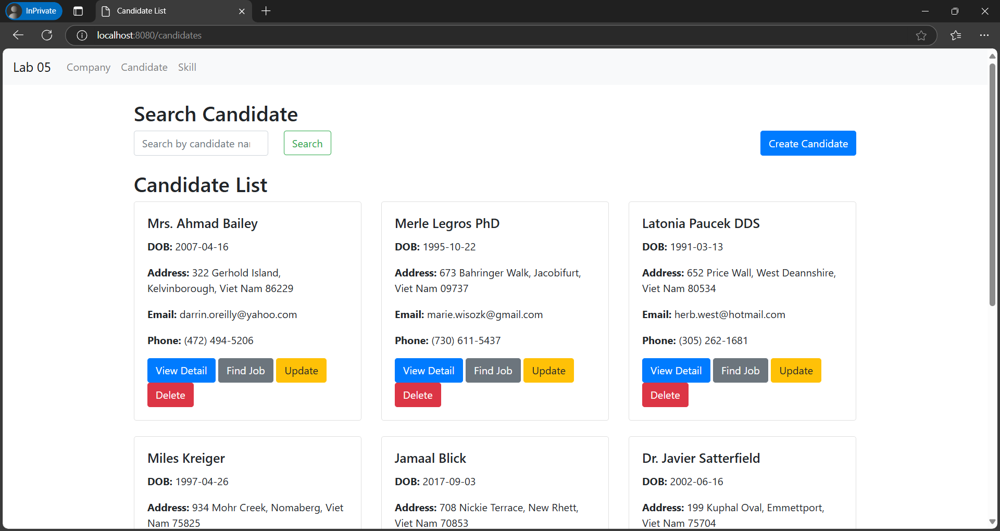 InPrivate
Candidate List
localhost:8080/candidates
Lab 05 Company Candidate Skill
Search Candidate
Search by candidate nar
Search
Create Candidate
Candidate List
Mrs. Ahmad Bailey
DOB: 2007-04-16
Address: 322 Gerhold Island,
Kelvinborough, Viet Nam 86229
Email: darrin.oreilly@yahoo.com
Phone: (472) 494-5206
View Detail Find Job Update
Delete
Merle Legros PhD
DOB: 1995-10-22
Address: 673 Bahringer Walk, Jacobifurt,
Viet Nam 09737
Email: marie.wisozk@gmail.com
Phone: (730) 611-5437
View Detail Find Job Update
Delete
Latonia Paucek DDS
DOB: 1991-03-13
Address: 652 Price Wall, West Deannshire,
Viet Nam 80534
Email: herb.west@hotmail.com
Phone: (305) 262-1681
View Detail Find Job Update
Delete
Miles Kreiger
DOB: 1997-04-26
Address: 934 Mohr Creek, Nomaberg, Viet
Nam 75825
Jamaal Blick
DOB: 2017-09-03
Address: 708 Nickie Terrace, New Rhett,
Viet Nam 70853
Dr. Javier Satterfield
DOB: 2002-06-16
Address: 199 Kuphal Oval, Emmettport,
Viet Nam 75704